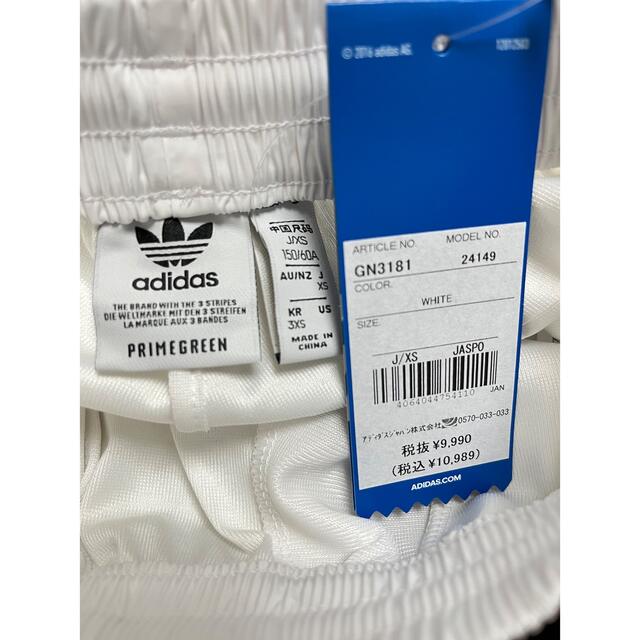 adidas
THE BRAND WITH THE 3 STRIPES
DIE WELTMARKE MIT DEN 3 STREIFEN
LA MARQUE AUX 3 BANDES
PRIMEGREEN
中国尺码
J/XS
150/60A
AU/NZ J
XS
KR US
3XS
MADE IN
CHINA
© 2016 adidas AG.
ARTICLE NO. MODEL NO.
GN3181 24149
COLOR.
WHITE
SIZE.
J/XS JASPO
4064044754110 JAN
アディダスジャパン株式会社 0570-033-033
税抜 ¥9,990
(税込 ¥10,989)
ADIDAS.COM